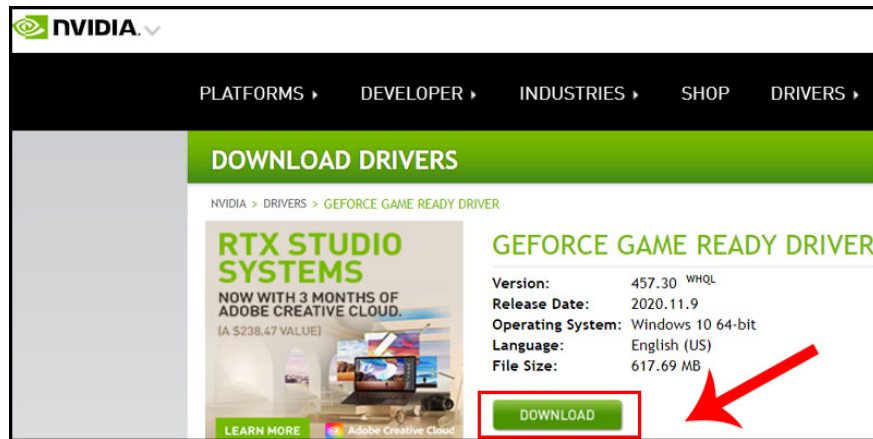 NVIDIA.
PLATFORMS DEVELOPER INDUSTRIES SHOP DRIVERS
DOWNLOAD DRIVERS
NVIDIA > DRIVERS > GEFORCE GAME READY DRIVER
RTX STUDIO
SYSTEMS
NOW WITH 3 MONTHS OF
ADOBE CREATIVE CLOUD.
(A $238.47 VALUE)
LEARN MORE
Adobe Creative Cloud
GEFORCE GAME READY DRIVER
Version: 457.30 WHQL
Release Date: 2020.11.9
Operating System: Windows 10 64-bit
Language: English (US)
File Size: 617.69 MB
DOWNLOAD